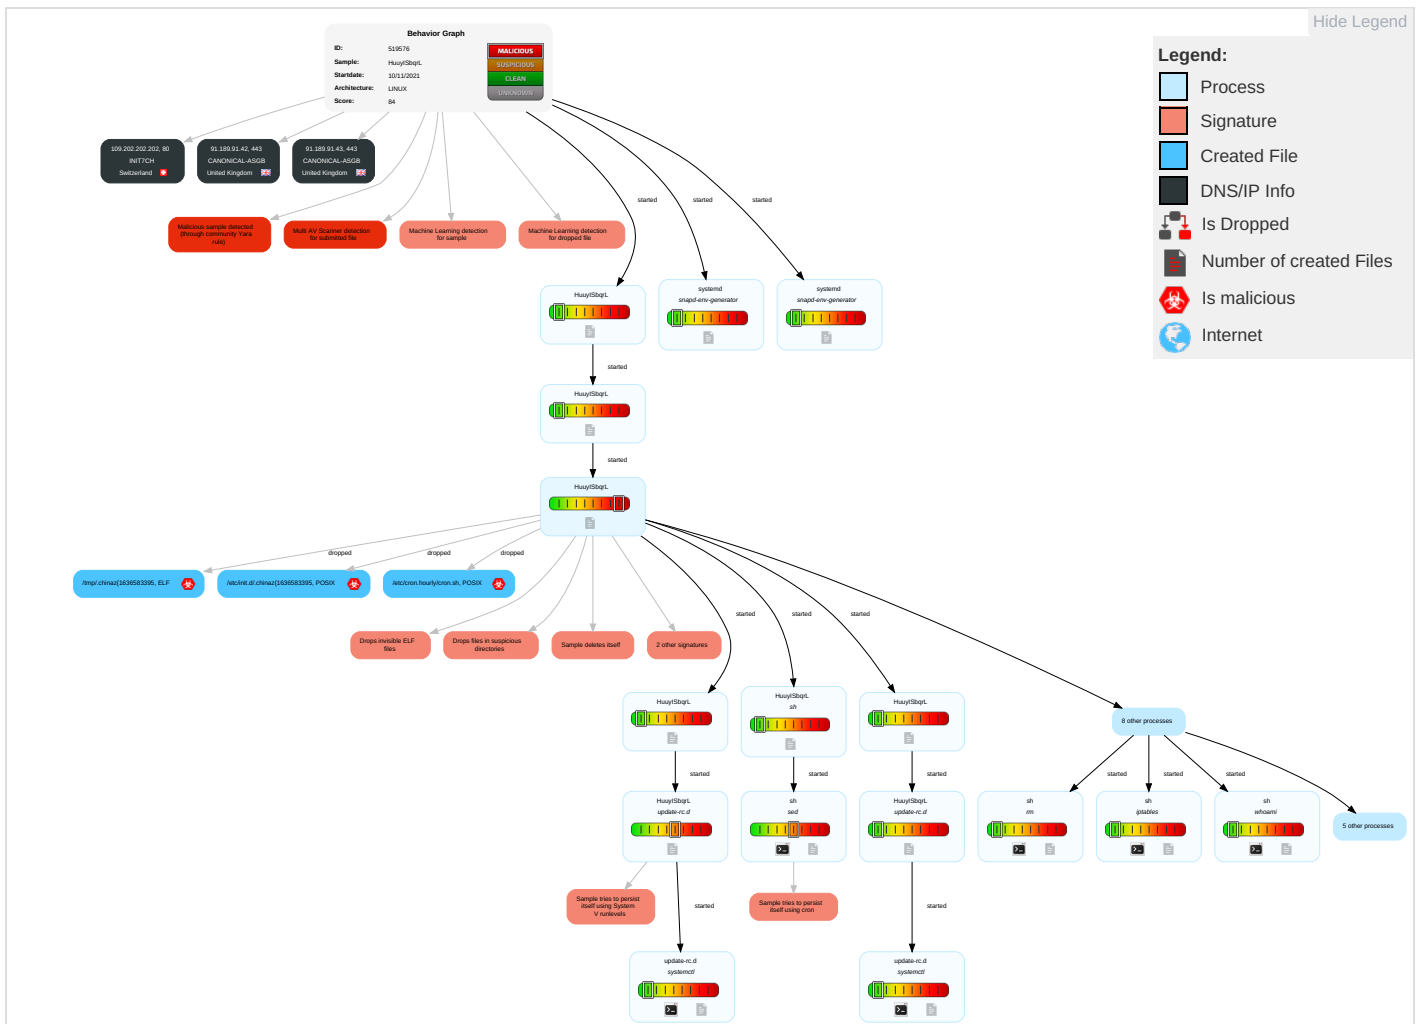 Hide Legend
Behavior Graph
ID: 519576
Sample: HuuyISbqrL
Startdate: 10/11/2021
Architecture: LINUX
Score: 84
MALICIOUS
SUSPICIOUS
CLEAN
UNKNOWN
Legend:
Process
Signature
Created File
DNS/IP Info
Is Dropped
Number of created Files
Is malicious
Internet
109.202.202.202, 80
INIT7CH
Switzerland
91.189.91.42, 443
CANONICAL-ASGB
United Kingdom
91.189.91.43, 443
CANONICAL-ASGB
United Kingdom
Malicious sample detected
(through community Yara
rule)
Multi AV Scanner detection
for submitted file
Machine Learning detection
for sample
Machine Learning detection
for dropped file
started
started
started
HuuyISbqrL
systemd
snapd-env-generator
systemd
snapd-env-generator
started
HuuyISbqrL
started
HuuyISbqrL
dropped
dropped
dropped
/tmp/.chinaz{1636583395, ELF
/etc/init.d/.chinaz{1636583395, POSIX
/etc/cron.hourly/cron.sh, POSIX
started
started
started
Drops invisible ELF
files
Drops files in suspicious
directories
Sample deletes itself
2 other signatures
HuuyISbqrL
HuuyISbqrL
sh
HuuyISbqrL
8 other processes
started
started
started
started
started
started
HuuyISbqrL
update-rc.d
sh
sed
HuuyISbqrL
update-rc.d
sh
rm
sh
iptables
sh
whoami
5 other processes
Sample tries to persist
itself using System
V runlevels
started
Sample tries to persist
itself using cron
started
update-rc.d
systemctl
update-rc.d
systemctl